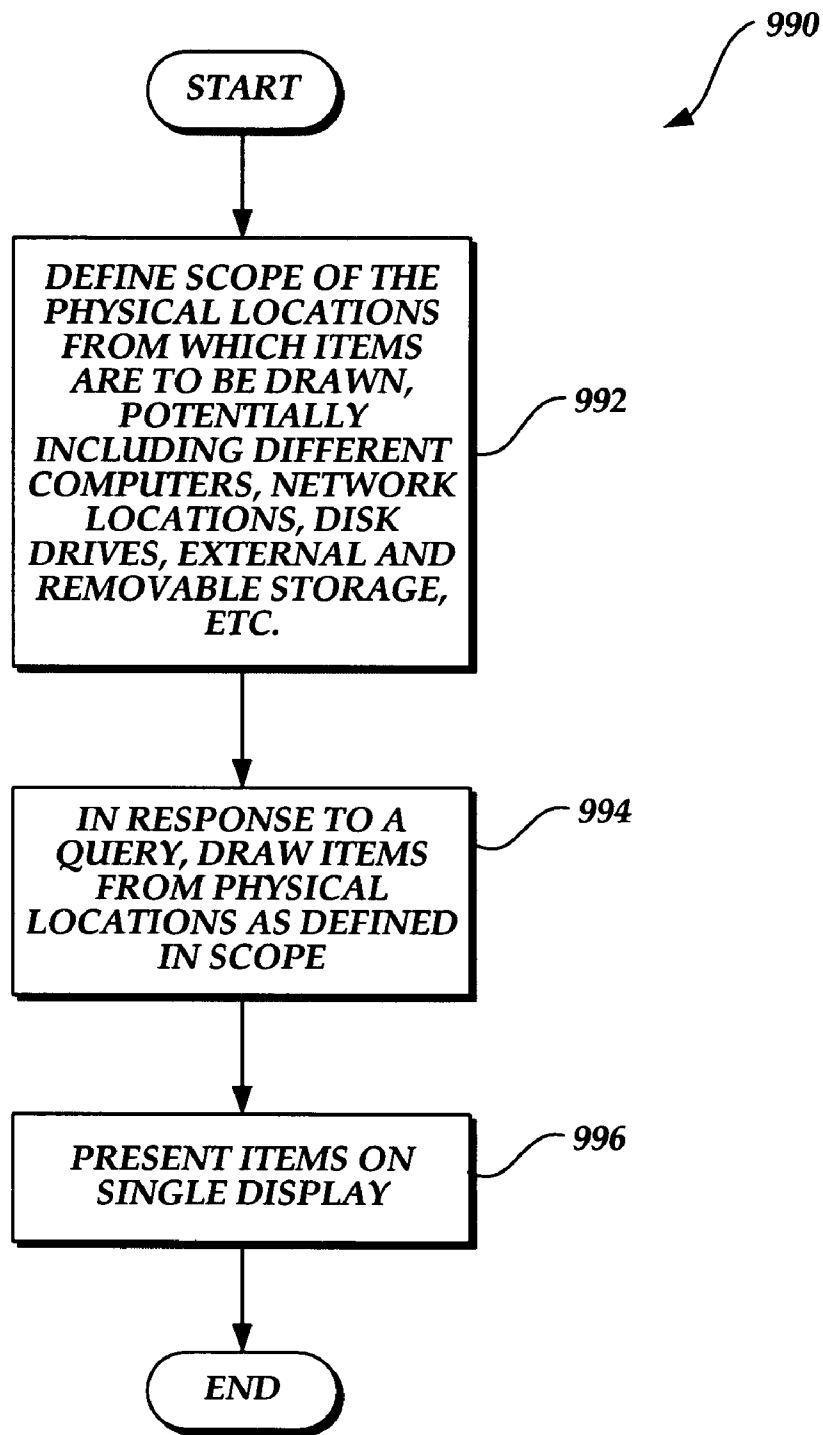 990
START
DEFINE SCOPE OF THE
PHYSICAL LOCATIONS
FROM WHICH ITEMS
ARE TO BE DRAWN,
POTENTIALLY
INCLUDING DIFFERENT
COMPUTERS, NETWORK
LOCATIONS, DISK
DRIVES, EXTERNAL AND
REMOVABLE STORAGE,
ETC.
992
IN RESPONSE TO A
QUERY, DRAW ITEMS
FROM PHYSICAL
LOCATIONS AS DEFINED
IN SCOPE
994
PRESENT ITEMS ON
SINGLE DISPLAY
996
END